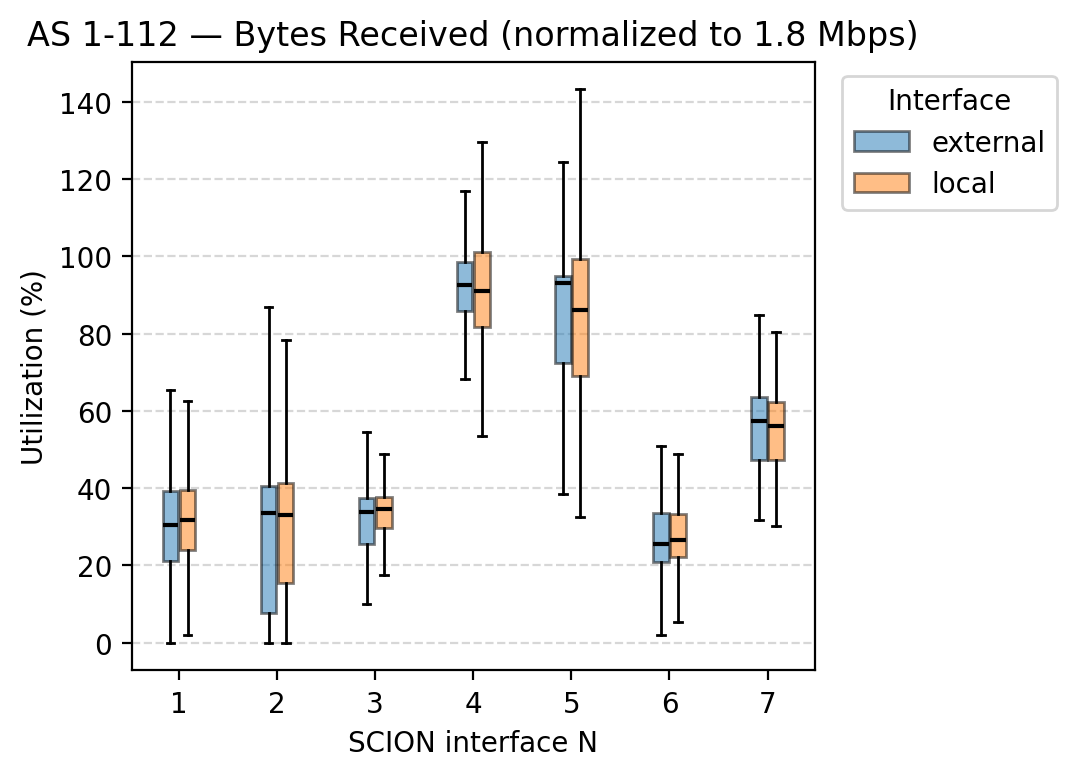 AS 1-112 — Bytes Received (normalized to 1.8 Mbps)
Interface
external
local
Utilization (%)
140
120
100
80
60
40
20
0
1 2 3 4 5 6 7
SCION interface N